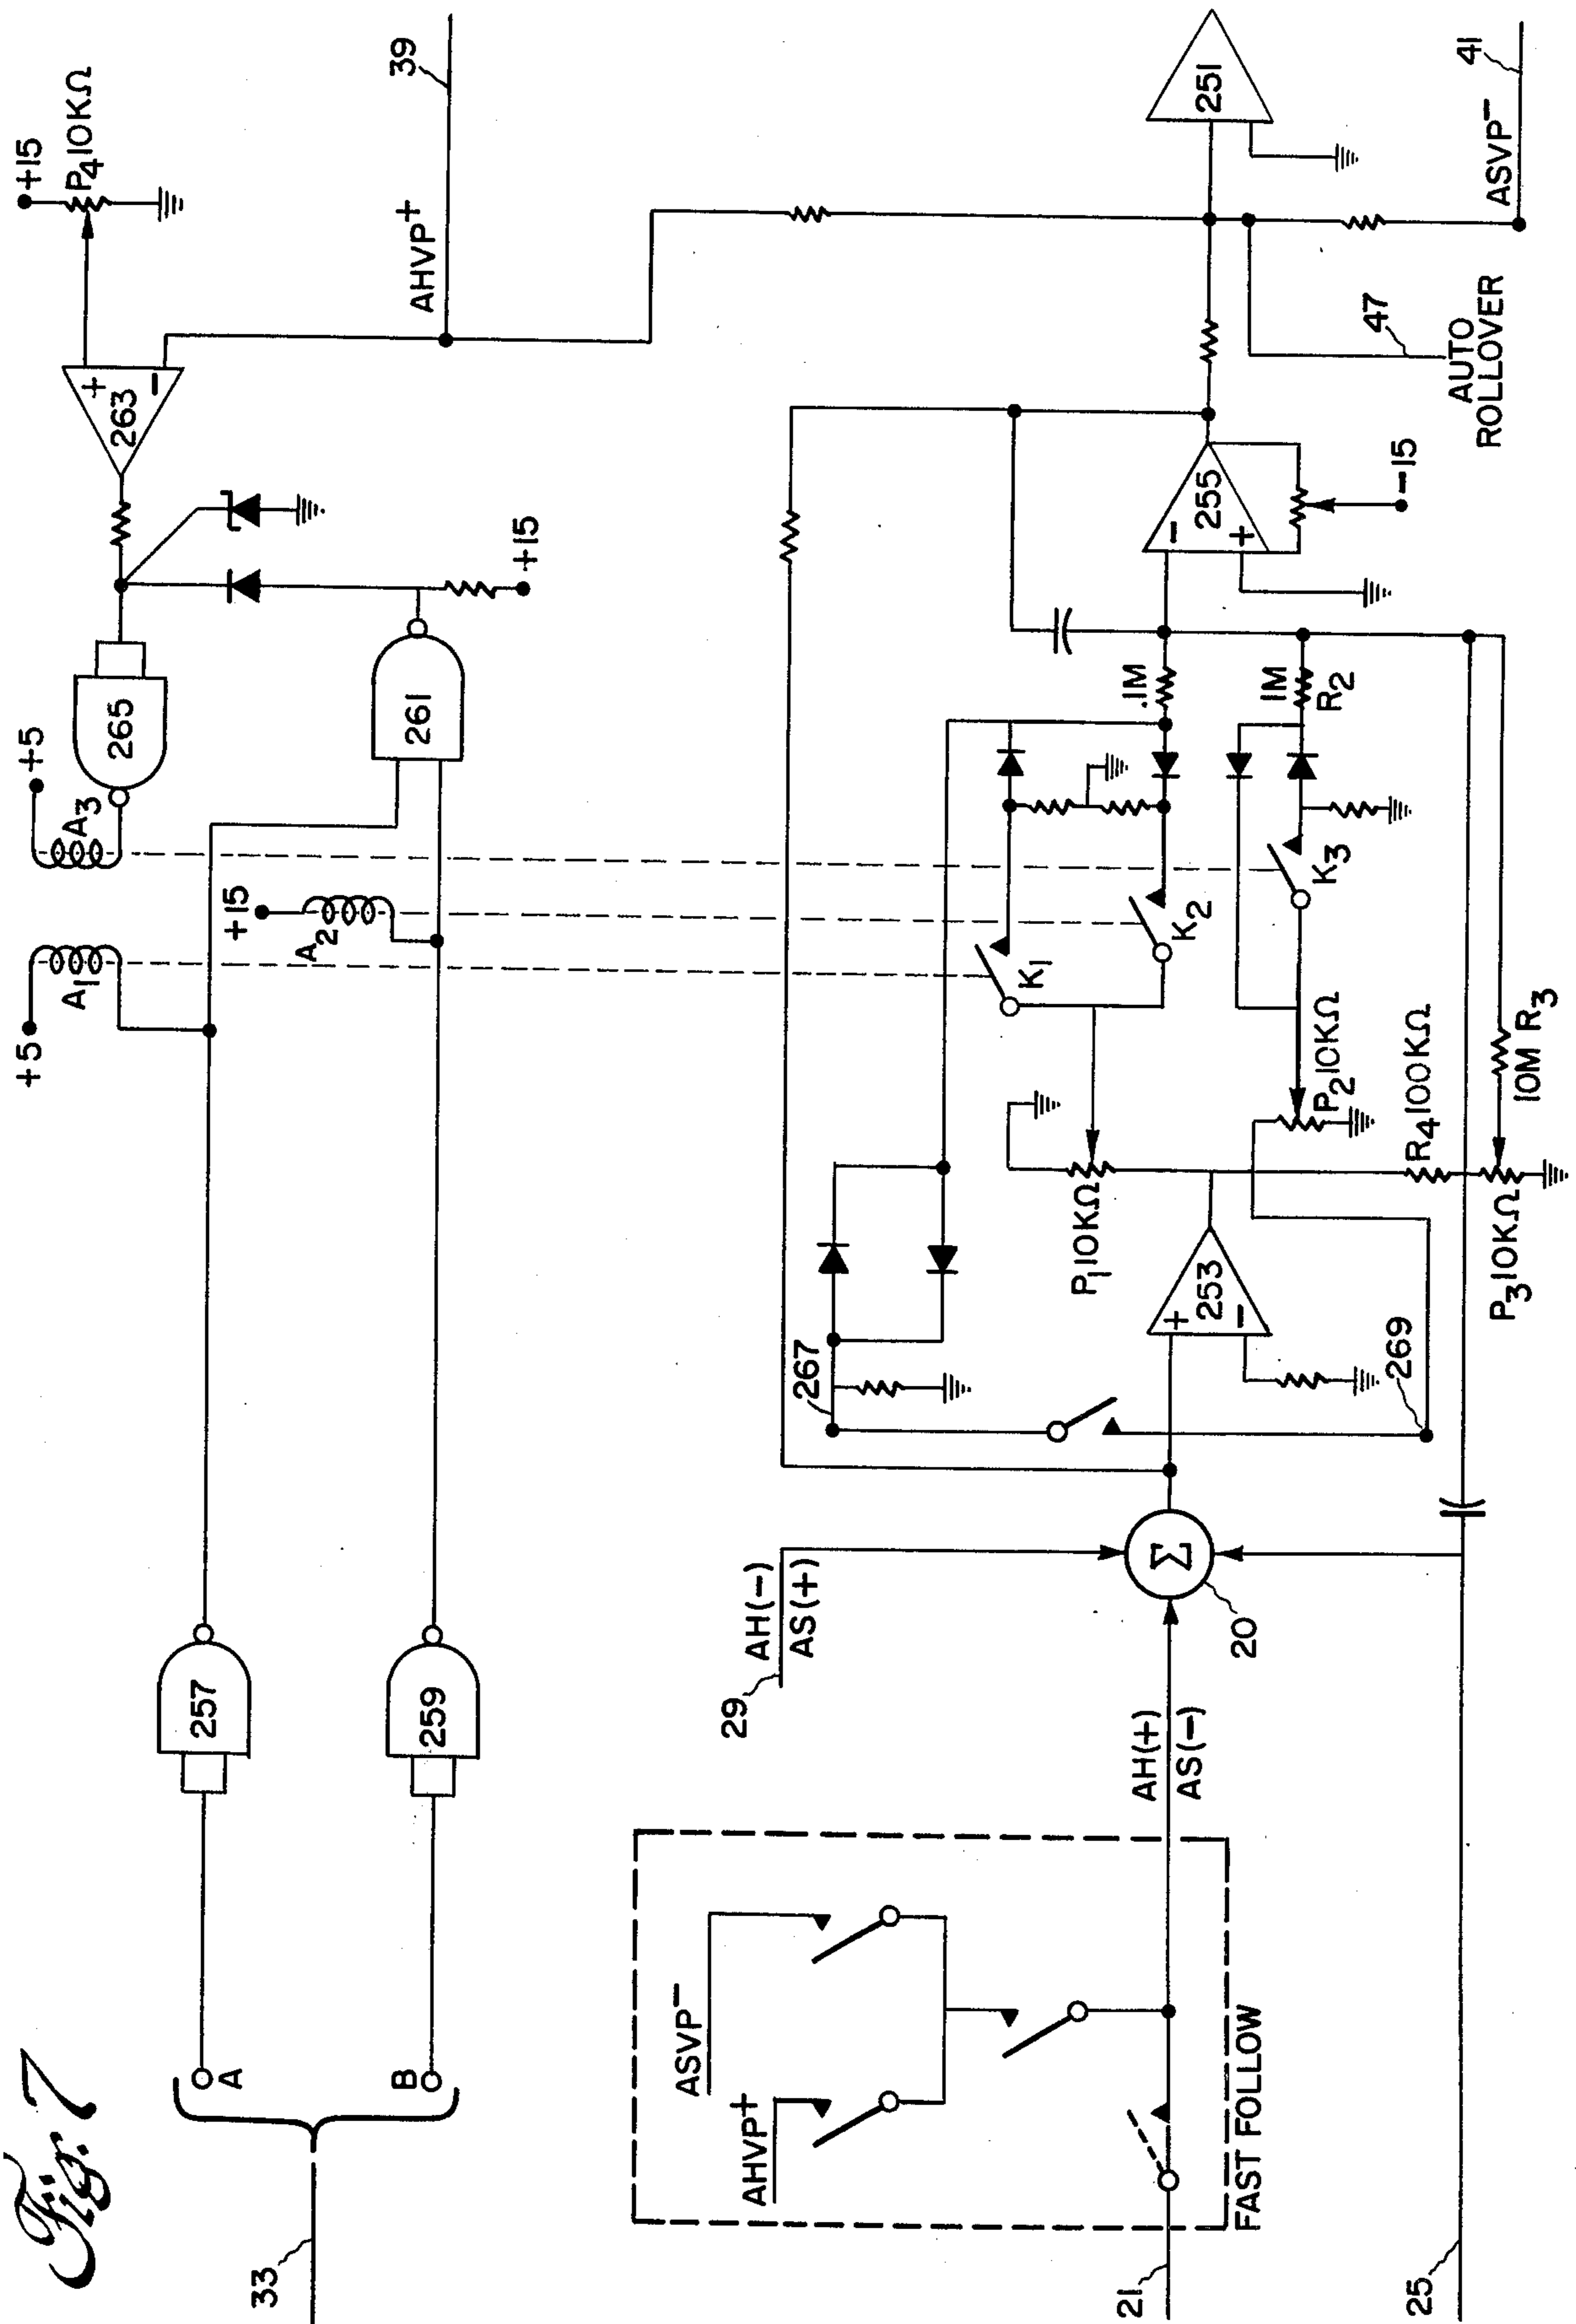 Fig. 7
33
A
B
257
259
+5
A1
+15
A2
+5
A3
265
261
+15
263
+
-
+15
P4 10KΩ
39
AHVP+
ASVP-
AHVP+
FAST FOLLOW
21
25
AH(+)
AS(-)
29
AH(-)
AS(+)
Σ
20
267
269
253
+
-
P1 10KΩ
P2 10KΩ
R4 100KΩ
P3 10KΩ
10M R3
K1
K2
K3
.1M
1M
R2
255
-
+
-15
AUTO
ROLLOVER
47
251
ASVP-
41